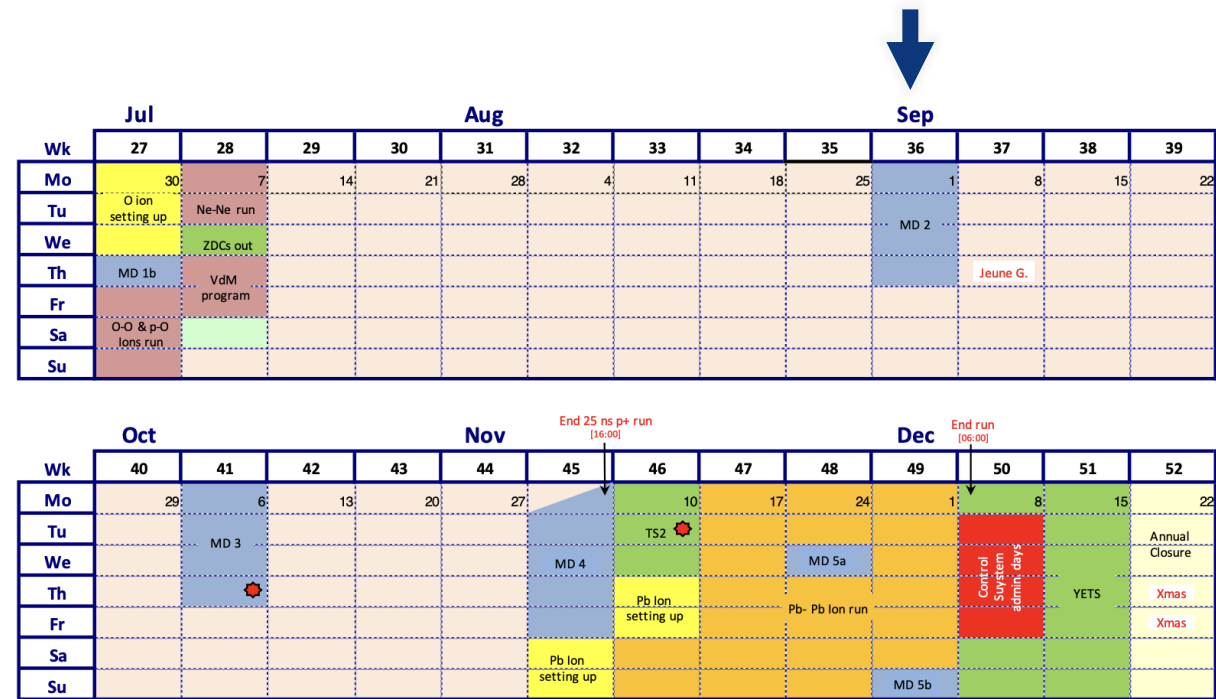 Jul Aug Sep
Wk 27 28 29 30 31 32 33 34 35 36 37 38 39
Mo 30 7 14 21 28 4 11 18 25 1 8 15 22
Tu O ion Ne-Ne run
setting up
MD 2
We ZDCs out
Th MD 1b VdM Jeune G.
Fr program
Sa O-O & p-O
Ions run
Su
End 25 ns p+ run End run
[16:00] [06:00]
Oct Nov Dec
Wk 40 41 42 43 44 45 46 47 48 49 50 51 52
Mo 29 6 13 20 27 10 17 24 1 8 15 22
Tu MD 3 TS2 Annual
We MD 4 MD 5a Closure
Control
Suystem
admin. days
Th Pb Ion YETS Xmas
setting up Pb- Pb Ion run
Fr Xmas
Sa Pb Ion
setting up
Su MD 5b